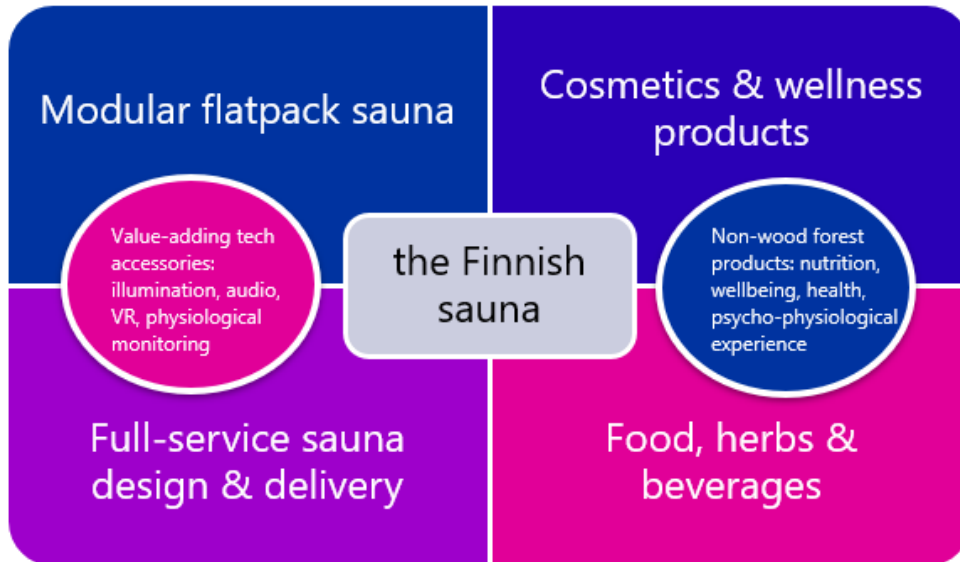 Modular flatpack sauna
Cosmetics & wellness
products
Value-adding tech
accessories:
illumination, audio,
VR, physiological
monitoring
the Finnish
sauna
Non-wood forest
products: nutrition,
wellbeing, health,
psycho-physiological
experience
Full-service sauna
design & delivery
Food, herbs &
beverages